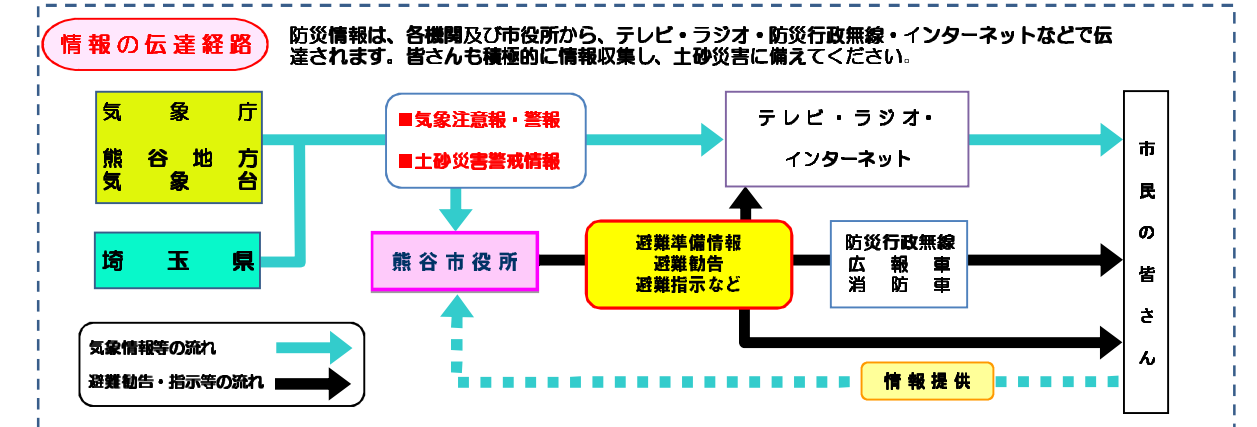 情報の伝達経路
防災情報は、各機関及び市役所から、テレビ・ラジオ・防災行政無線・インターネットなどで伝
達されます。皆さんも積極的に情報収集し、土砂災害に備えてください。
気象庁
熊谷地方
気象台
■気象注意報・警報
■土砂災害警戒情報
テレビ・ラジオ・
インターネット
市民の皆さん
埼玉県
熊谷市役所
避難準備情報
避難勧告
避難指示など
防災行政無線
広報車
消防車
気象情報等の流れ
避難勧告・指示等の流れ
情報提供